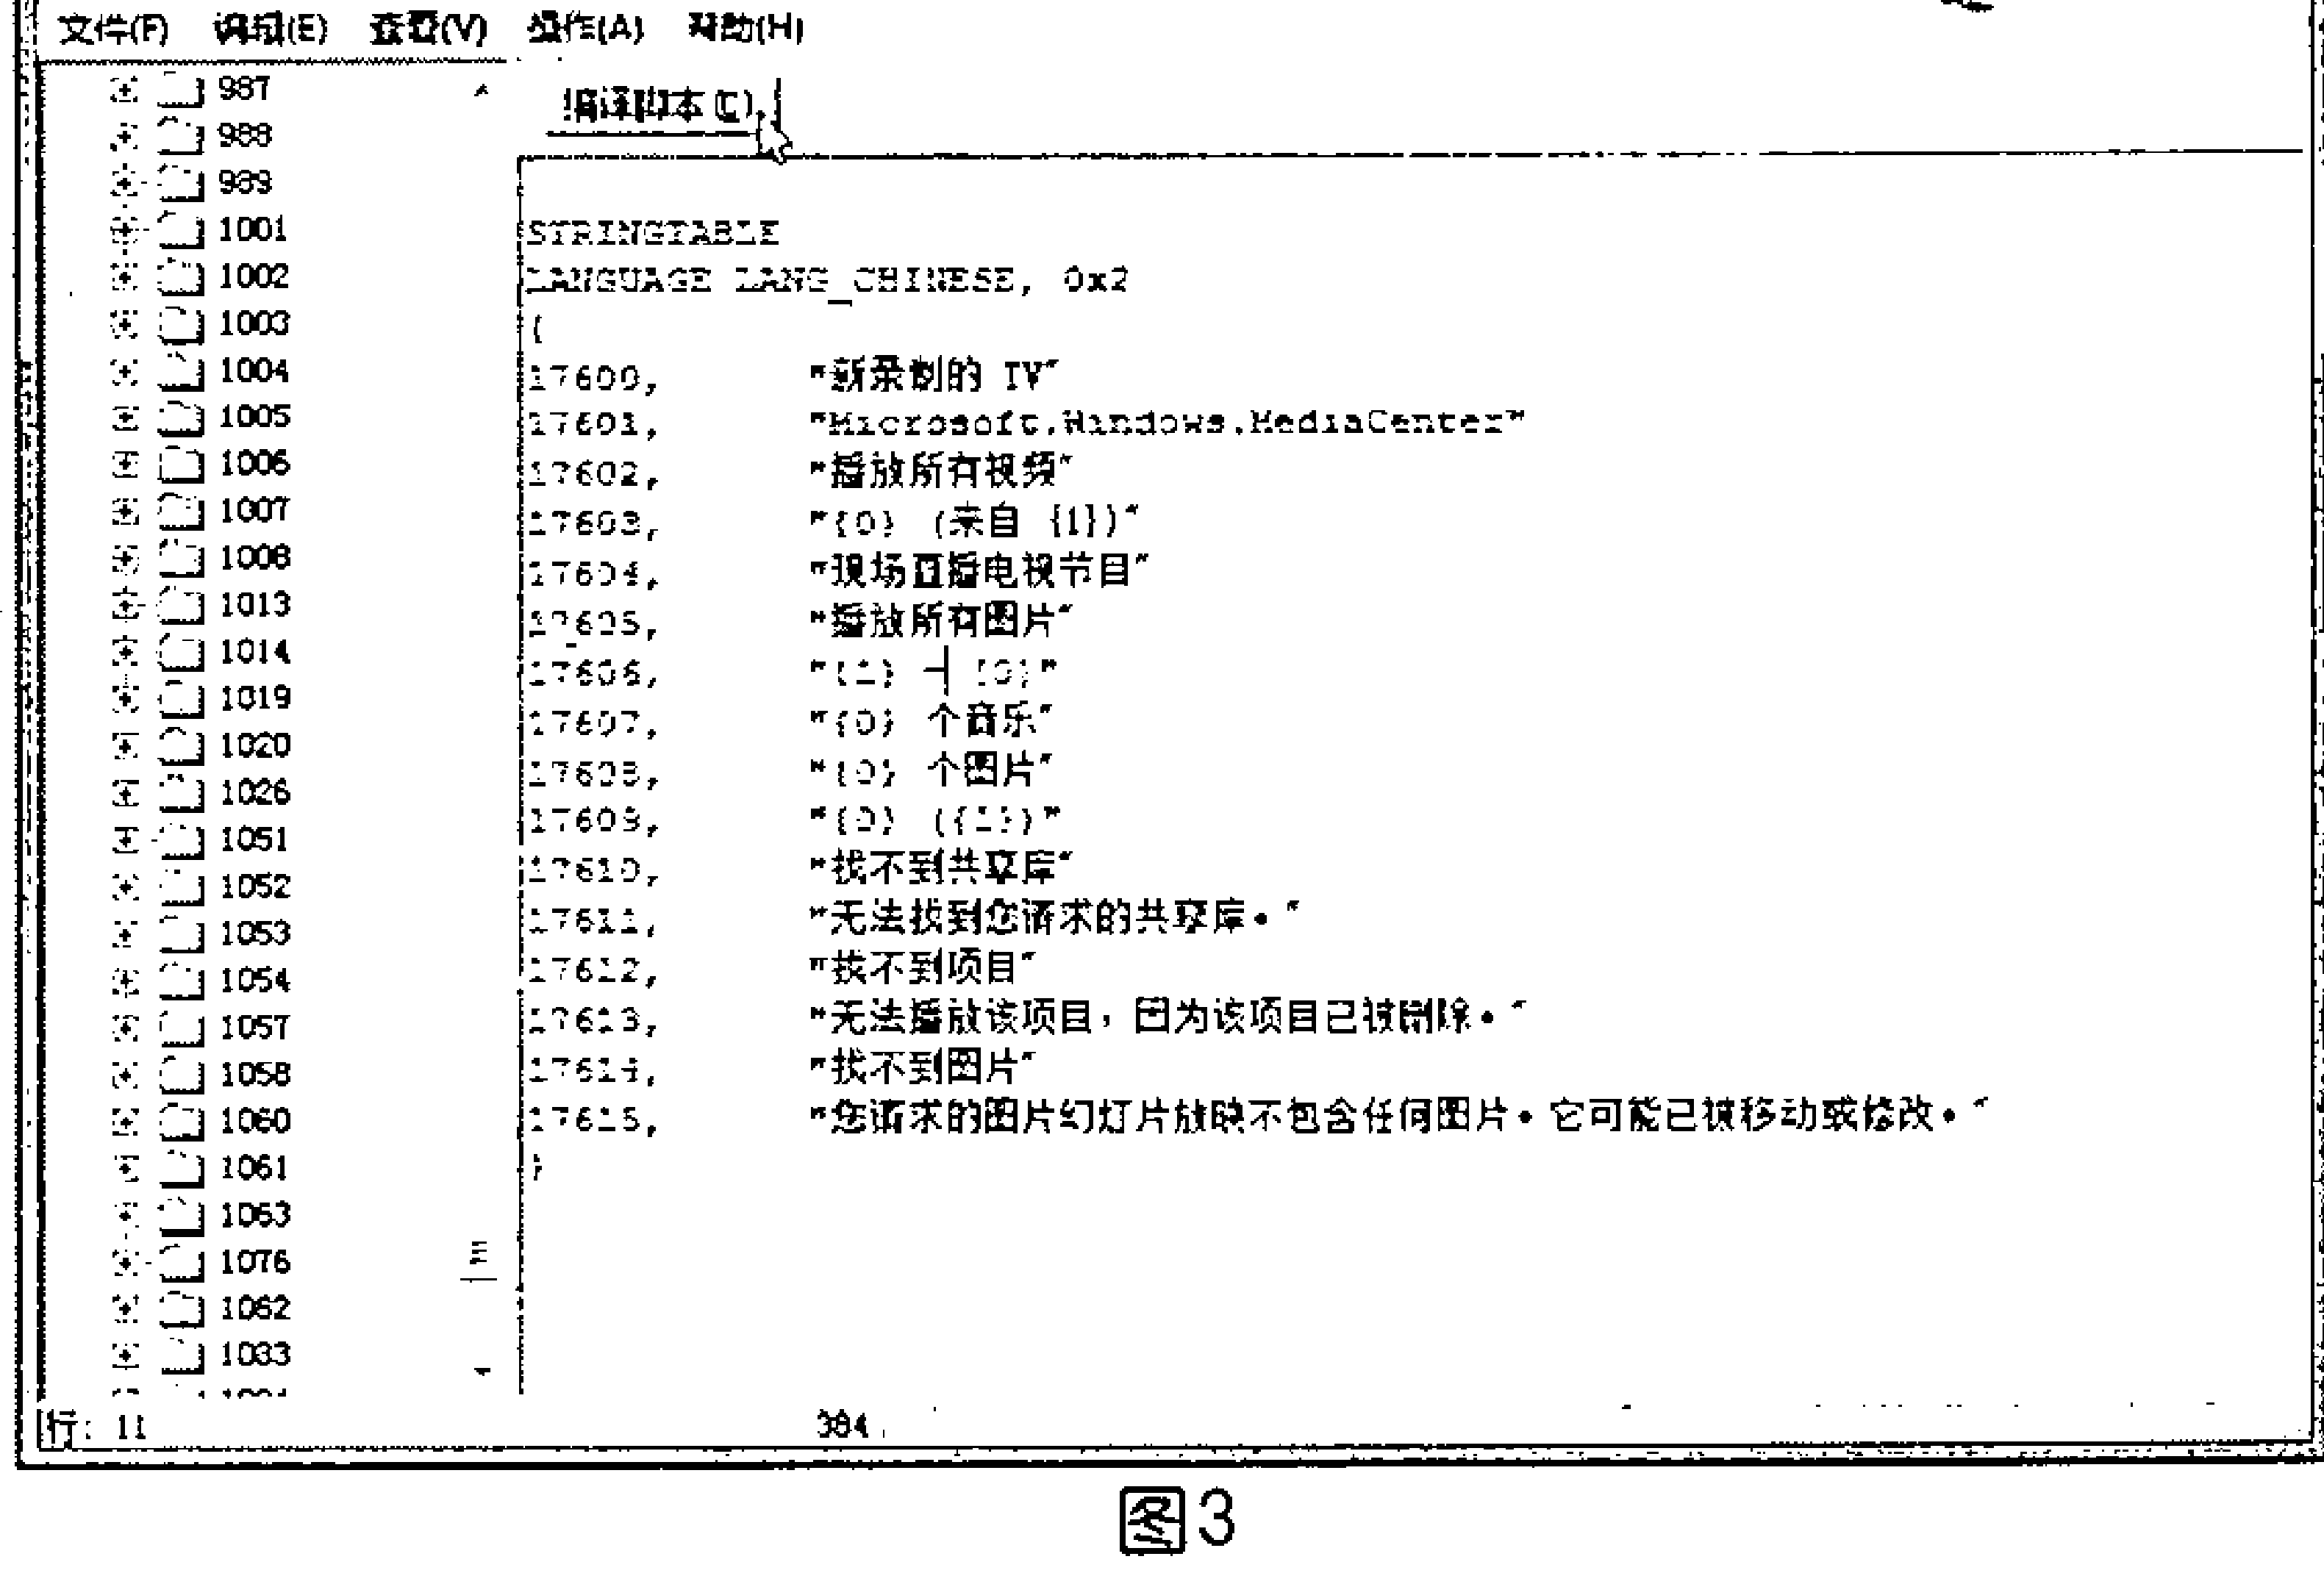 文件(F) 编辑(E) 查看(V) 操作(A) 帮助(H)
编译脚本(C)
987
988
989
1001
1002
1003
1004
1005
1006
1007
1008
1013
1014
1019
1020
1026
1051
1052
1053
1054
1057
1058
1060
1061
1063
1076
1062
1033
STRINGTABLE
LANGUAGE LANG_CHINESE, 0x2
{
17600, "新录制的 TV"
17601, "Microsoft.Windows.MediaCenter"
17602, "播放所有视频"
17603, "{0} (来自 {1})"
17604, "现场直播电视节目"
17605, "播放所有图片"
17606, "{1} - {0}"
17607, "{0} 个音乐"
17608, "{0} 个图片"
17609, "{0} ({1})"
17610, "找不到共享库"
17611, "无法找到您请求的共享库。"
17612, "找不到项目"
17613, "无法播放该项目，因为该项目已被删除。"
17614, "找不到图片"
17615, "您请求的图片幻灯片放映不包含任何图片。它可能已被移动或修改。"
}
行: 11 384
图3